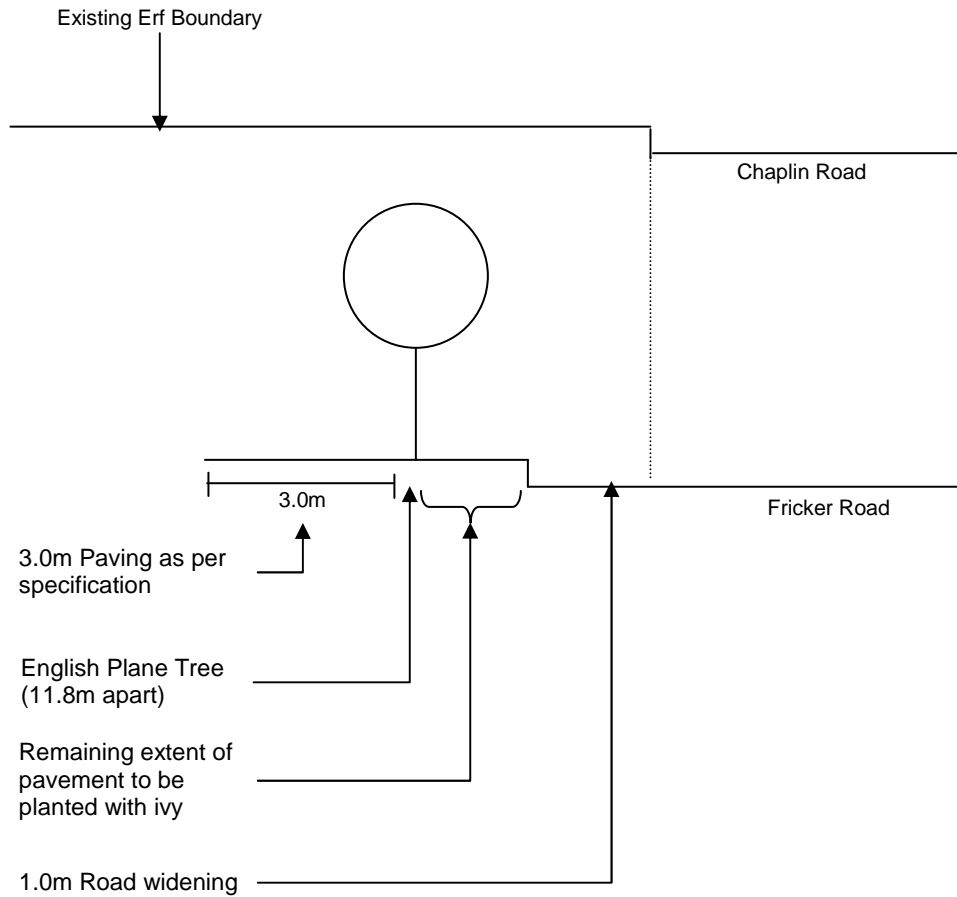 Existing Erf Boundary
Chaplin Road
3.0m
Fricker Road
3.0m Paving as per
specification
English Plane Tree
(11.8m apart)
Remaining extent of
pavement to be
planted with ivy
1.0m Road widening